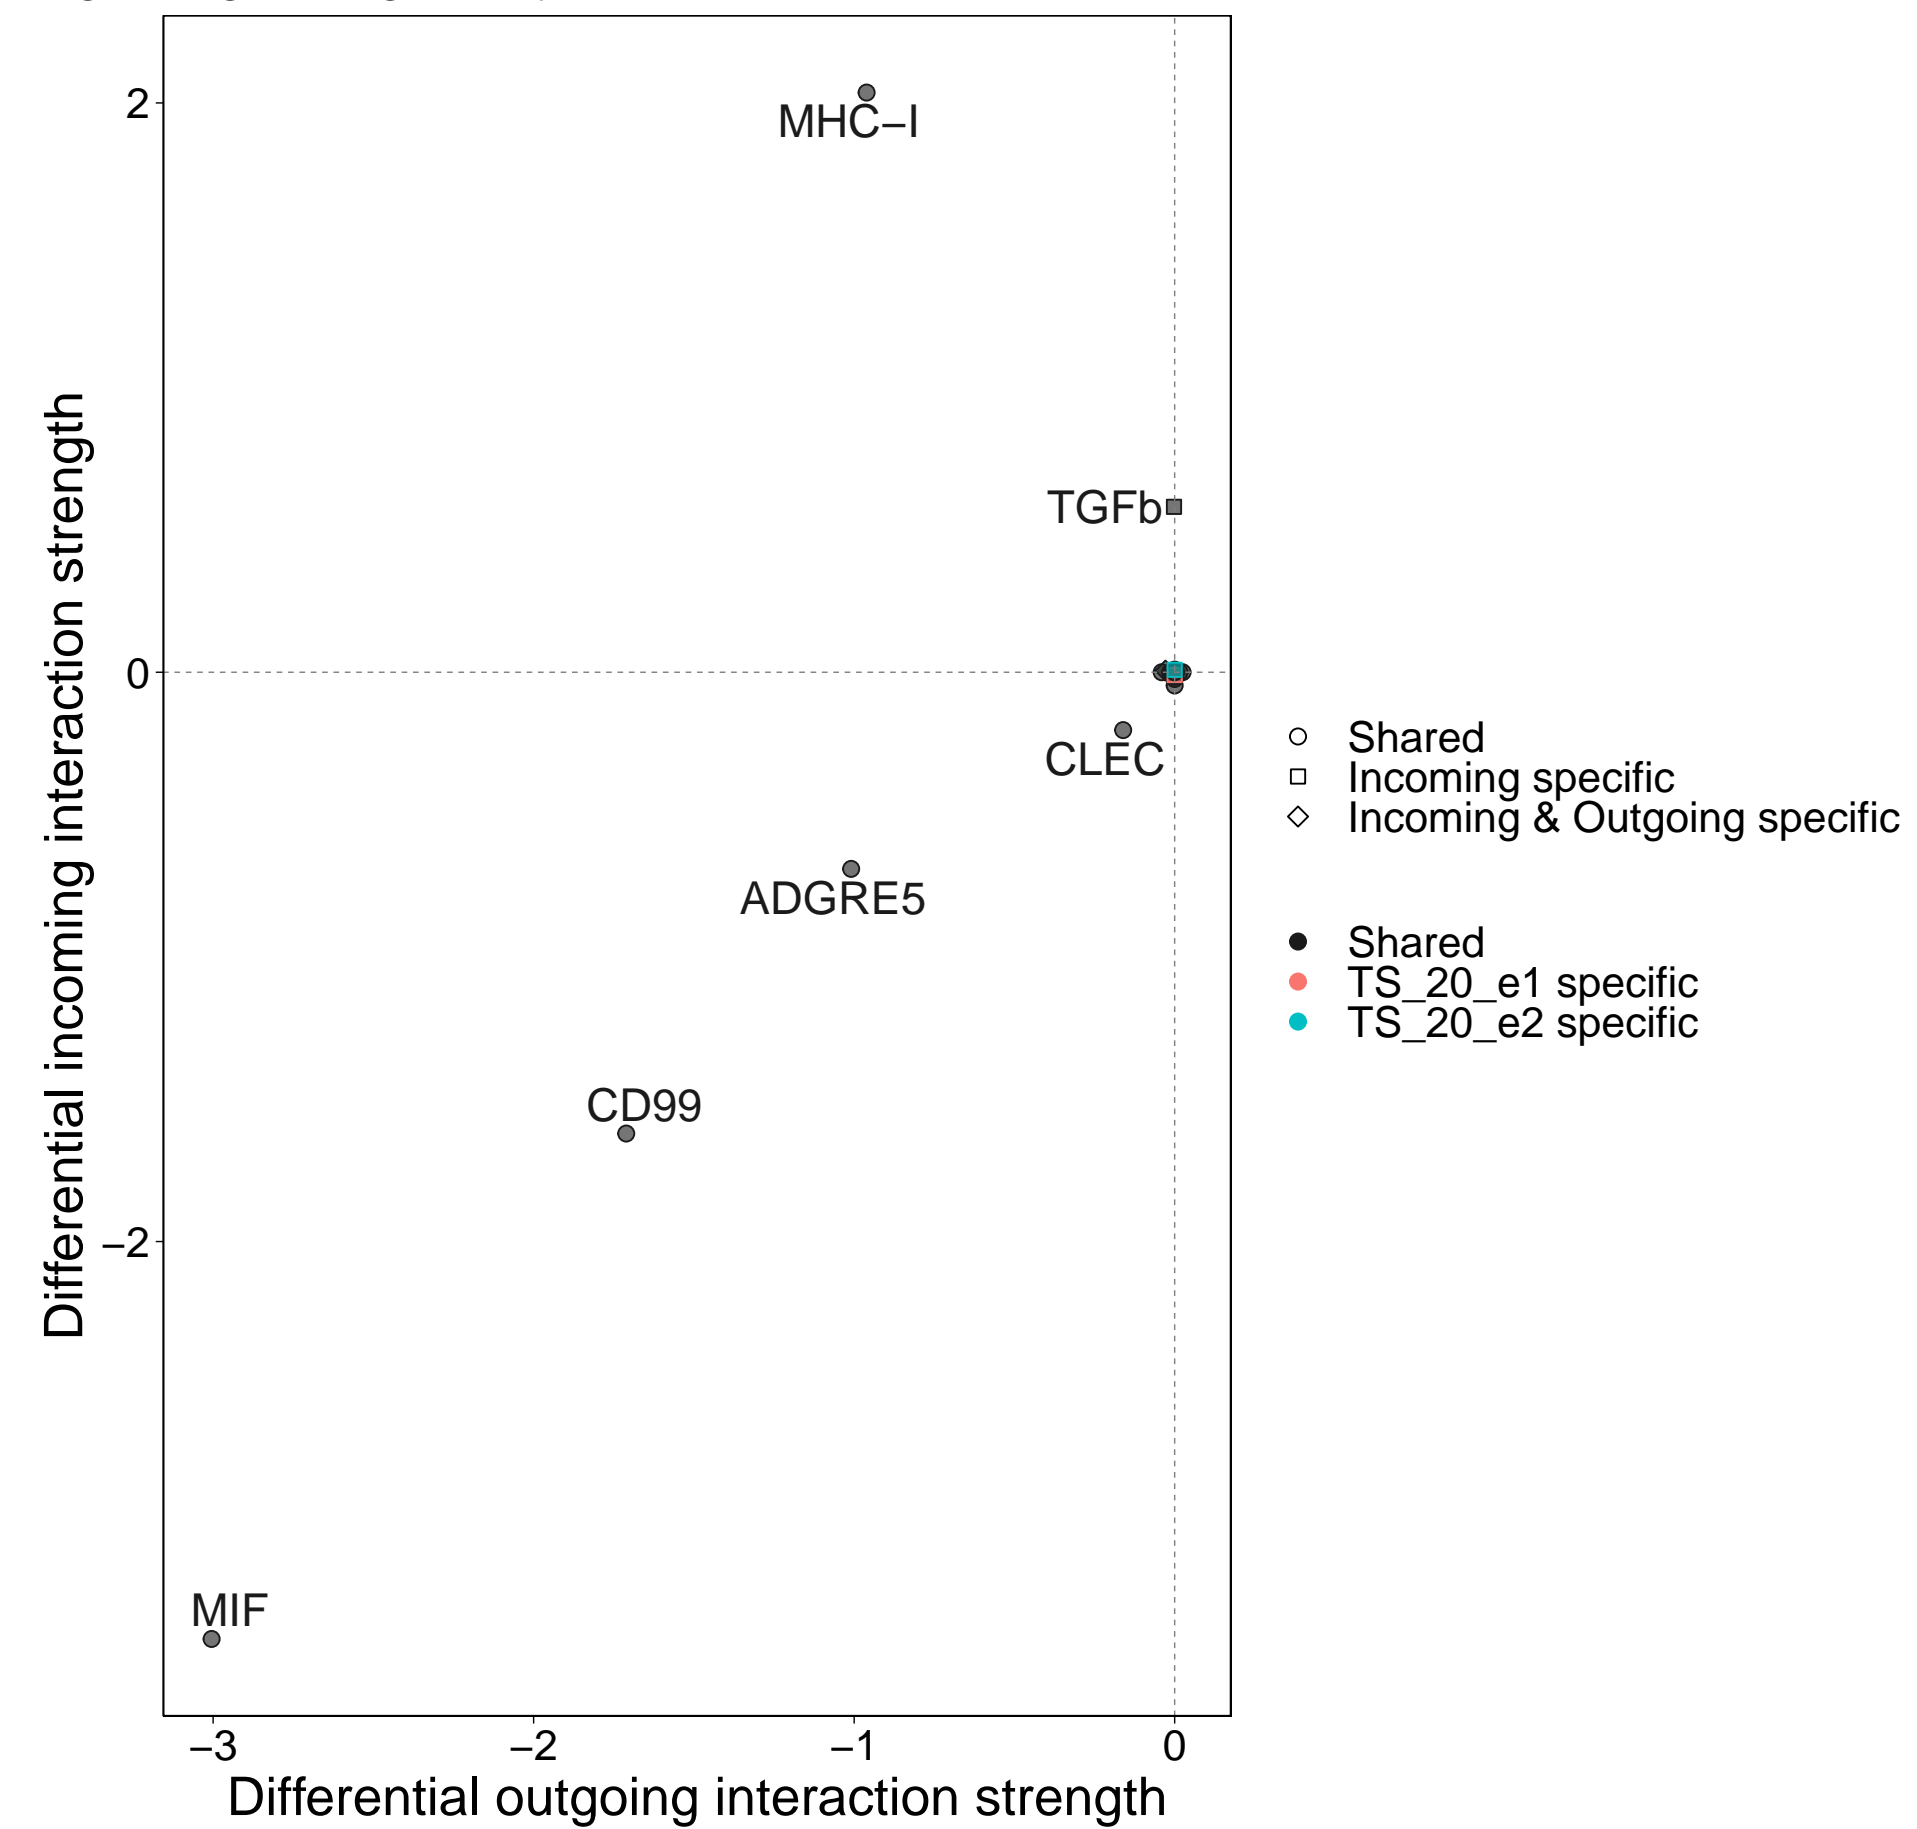 2
0
−2
Differential incoming interaction strength
MHC−I
TGFb
CLEC
ADGRE5
CD99
MIF
−3
−2
−1
0
Differential outgoing interaction strength
Shared
Incoming specific
Incoming & Outgoing specific
Shared
TS_20_e1 specific
TS_20_e2 specific